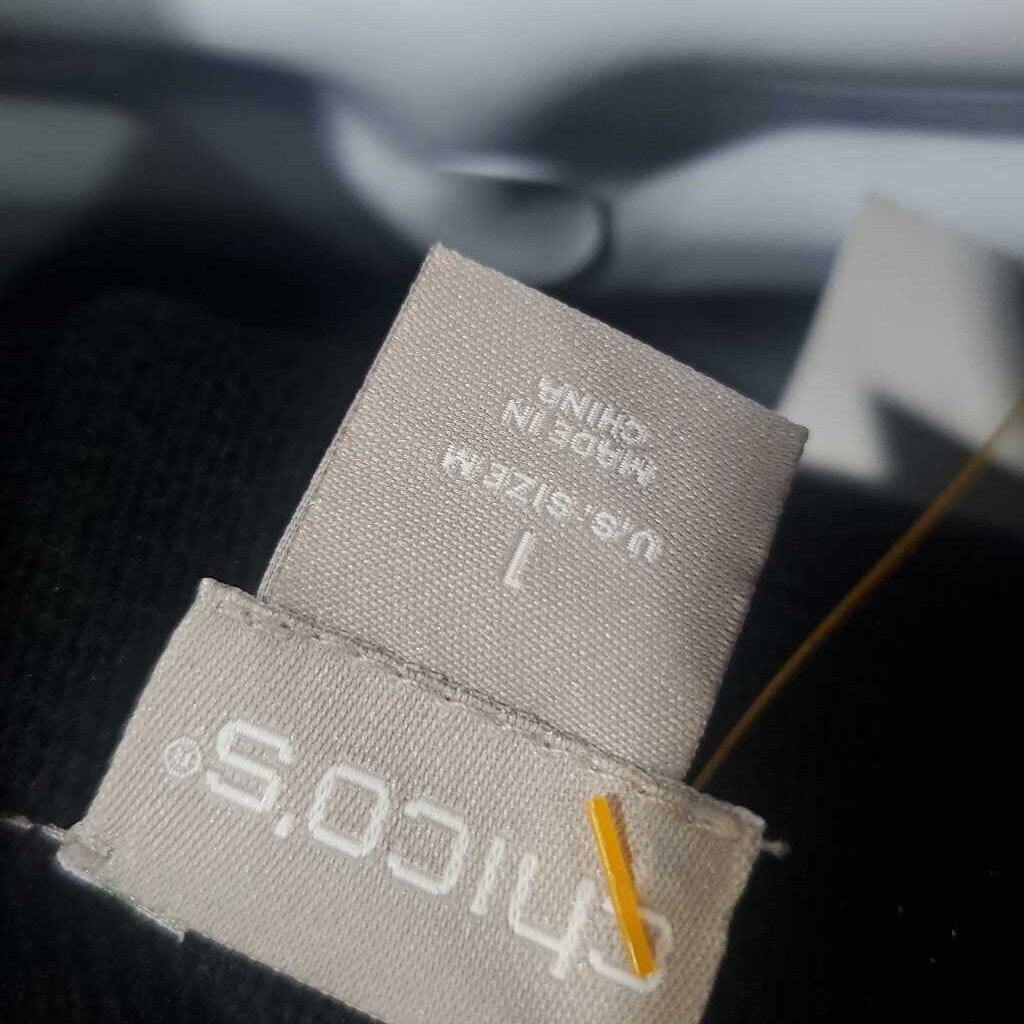 chico's®
1
U.S. SIZE M
MADE IN
CHINA